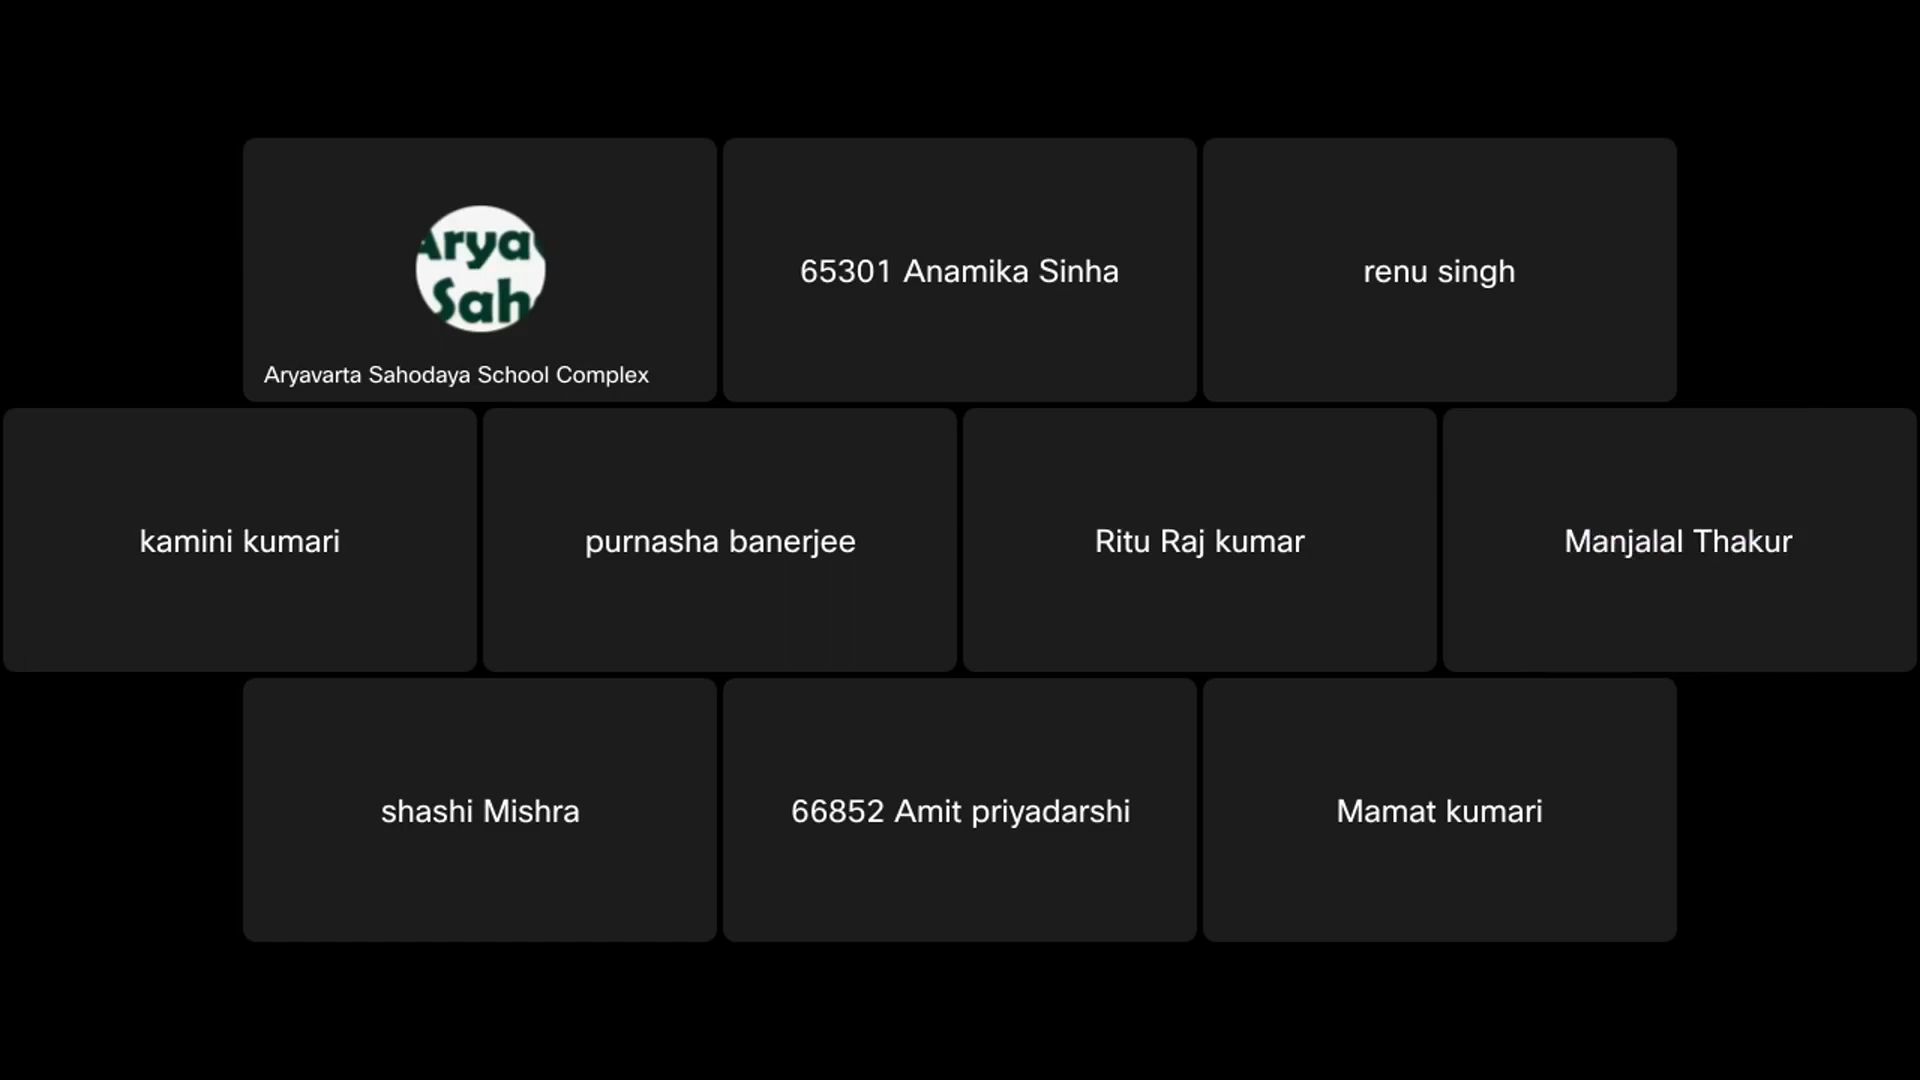 Arya
Sah
Aryavarta Sahodaya School Complex
65301 Anamika Sinha
renu singh
kamini kumari
purnasha banerjee
Ritu Raj kumar
Manjalal Thakur
shashi Mishra
66852 Amit priyadarshi
Mamat kumari